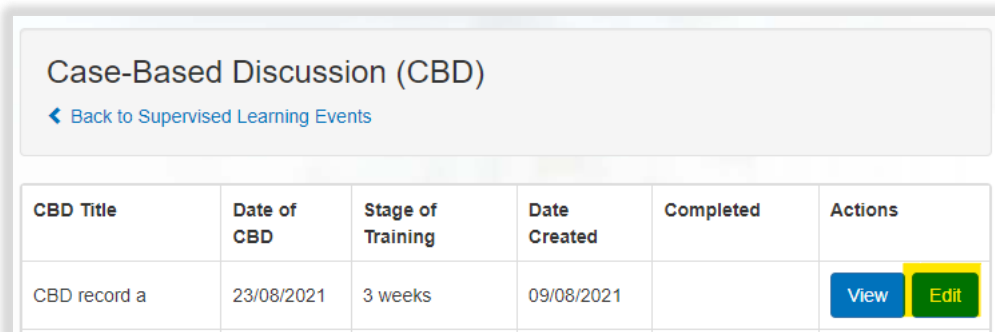 Case-Based Discussion (CBD)
Back to Supervised Learning Events
CBD Title Date of CBD Stage of Training Date Created Completed Actions
CBD record a 23/08/2021 3 weeks 09/08/2021 View Edit